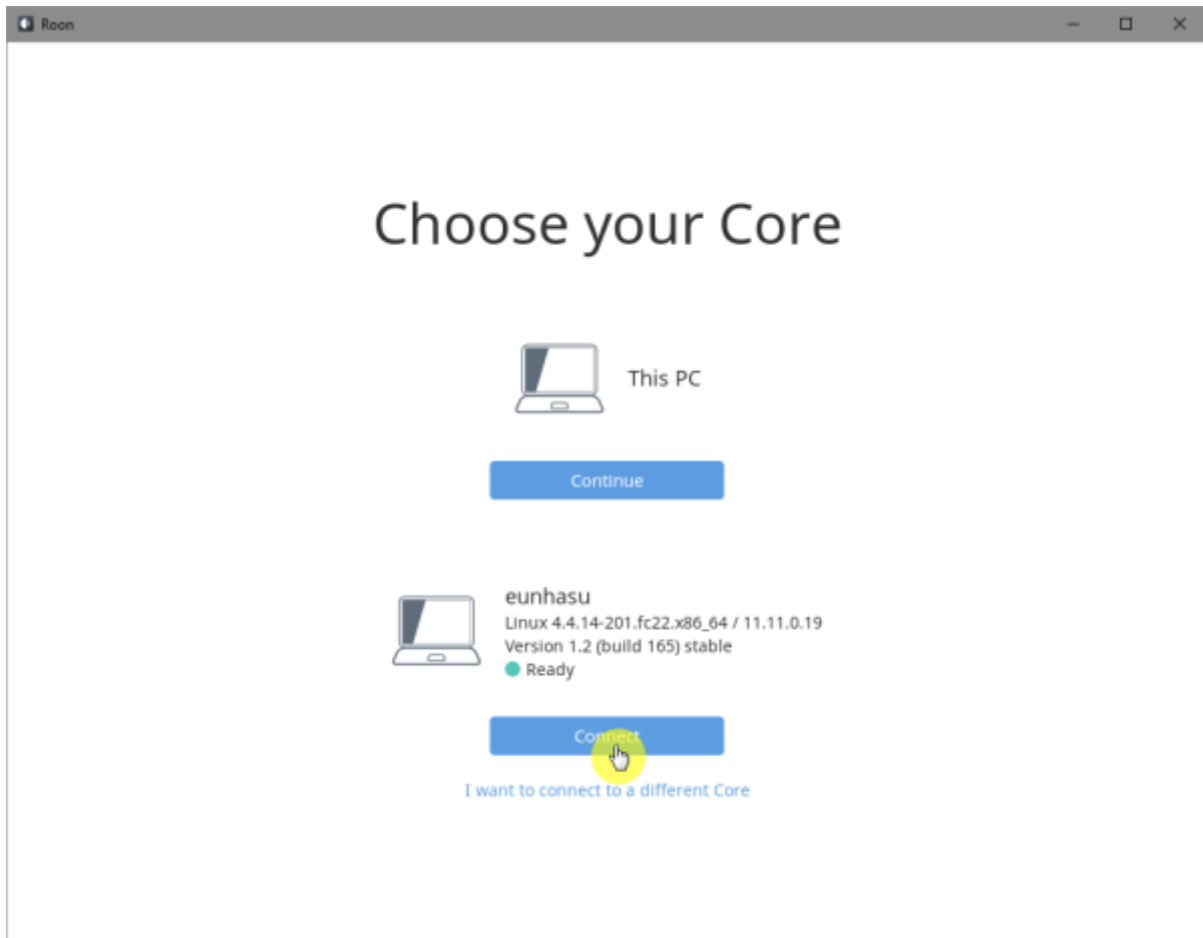 Roon
Choose your Core
This PC
Continue
eunhasu
Linux 4.4.14-201.fc22.x86_64 / 11.11.0.19
Version 1.2 (build 165) stable
Ready
Connect
I want to connect to a different Core